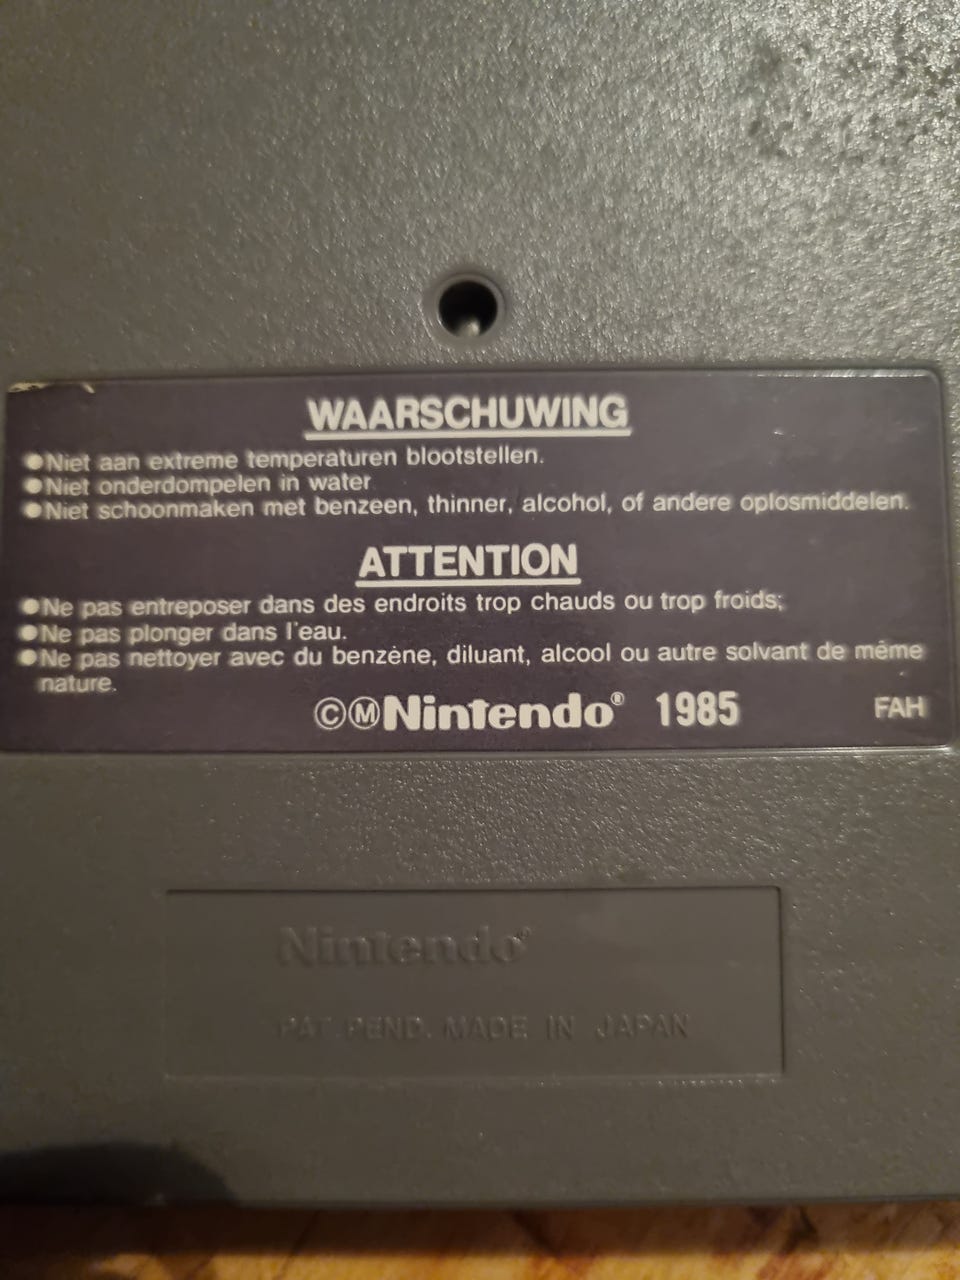 WAARSCHUWING
●Niet aan extreme temperaturen blootstellen.
●Niet onderdompelen in water
●Niet schoonmaken met benzeen, thinner, alcohol, of andere oplosmiddelen.
ATTENTION
●Ne pas entreposer dans des endroits trop chauds ou trop froids;
●Ne pas plonger dans l'eau.
●Ne pas nettoyer avec du benzène, diluant, alcool ou autre solvant de même
nature.
©ⓂNintendo® 1985 FAH
Nintendo®
PAT. PEND. MADE IN JAPAN